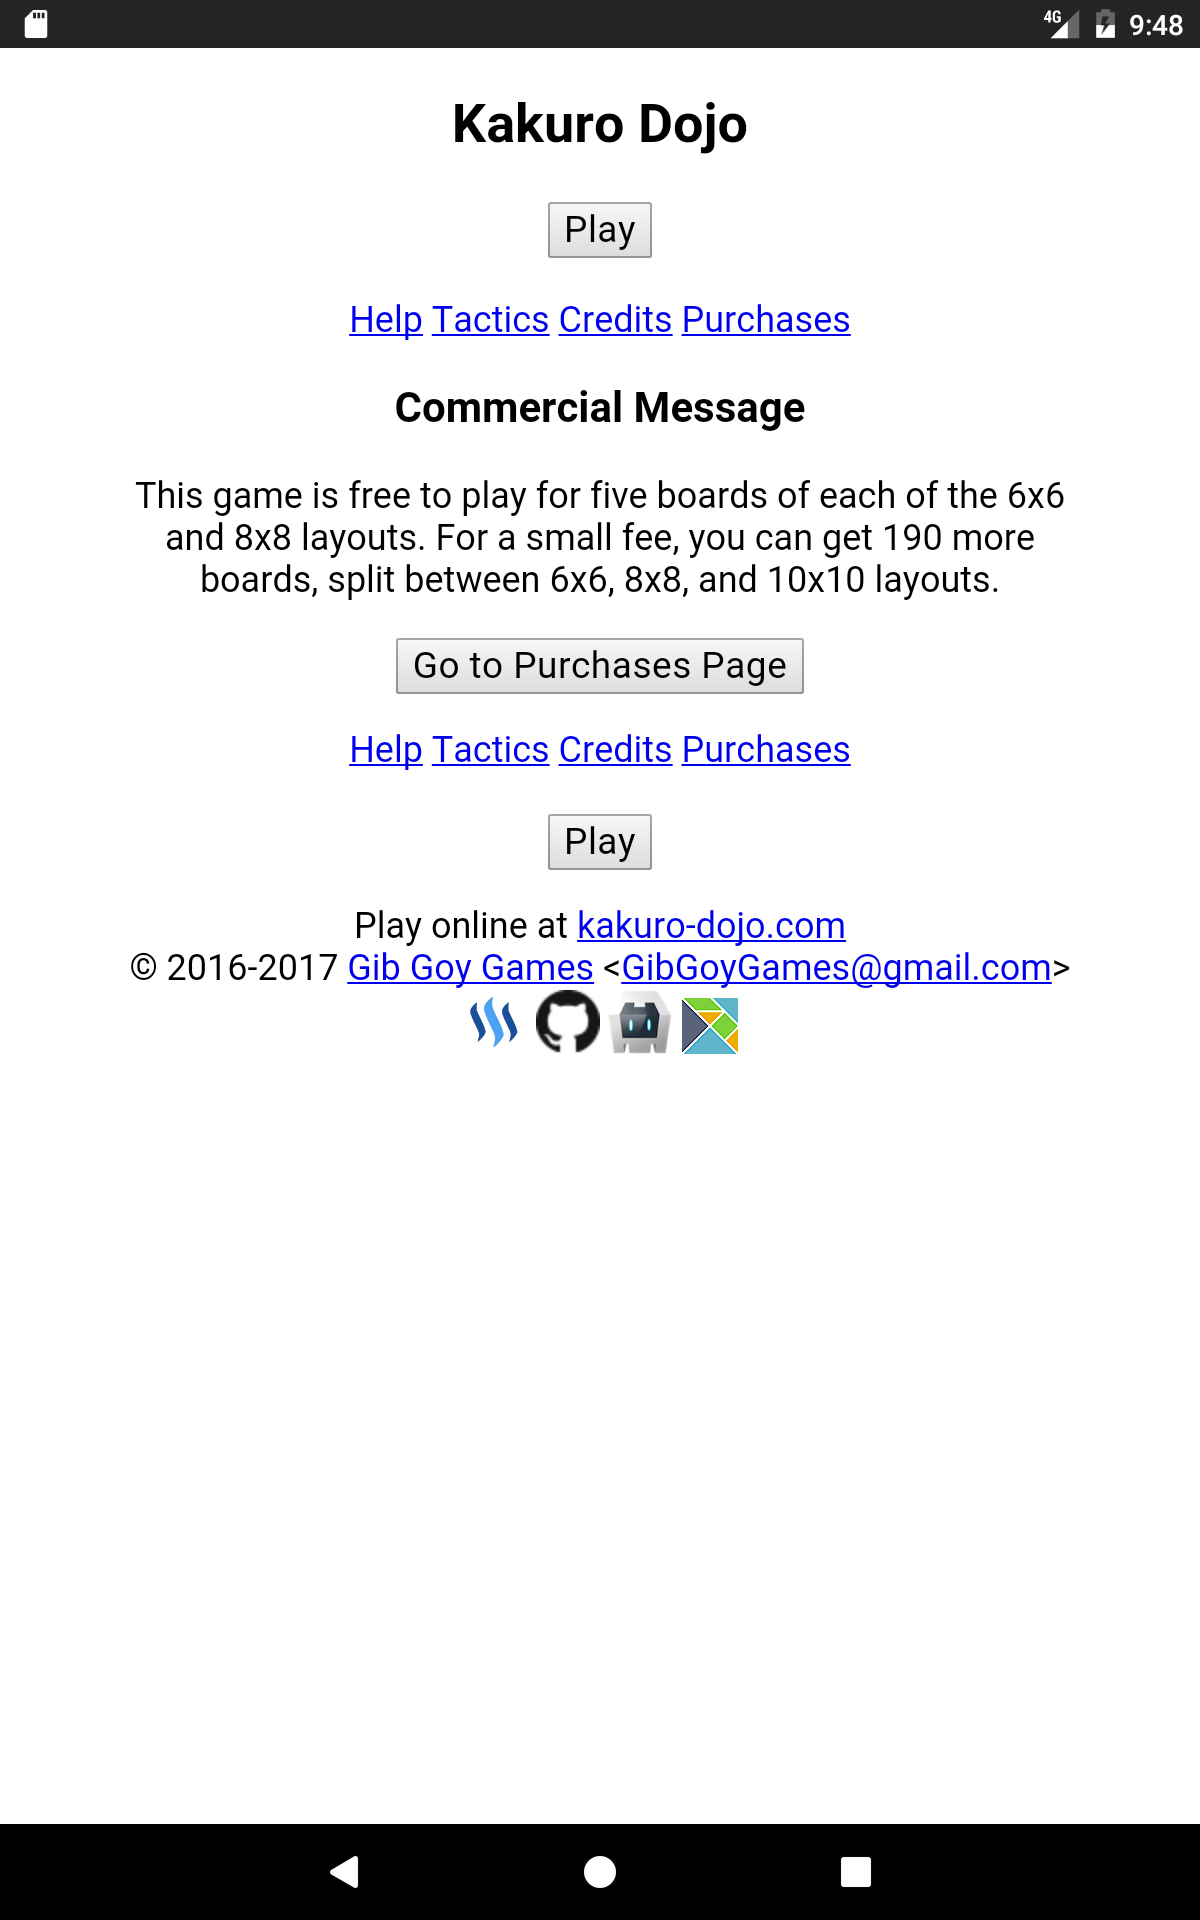 4G 9:48
Kakuro Dojo
Play
Help Tactics Credits Purchases
Commercial Message
This game is free to play for five boards of each of the 6x6
and 8x8 layouts. For a small fee, you can get 190 more
boards, split between 6x6, 8x8, and 10x10 layouts.
Go to Purchases Page
Help Tactics Credits Purchases
Play
Play online at kakuro-dojo.com
© 2016-2017 Gib Goy Games <GibGoyGames@gmail.com>